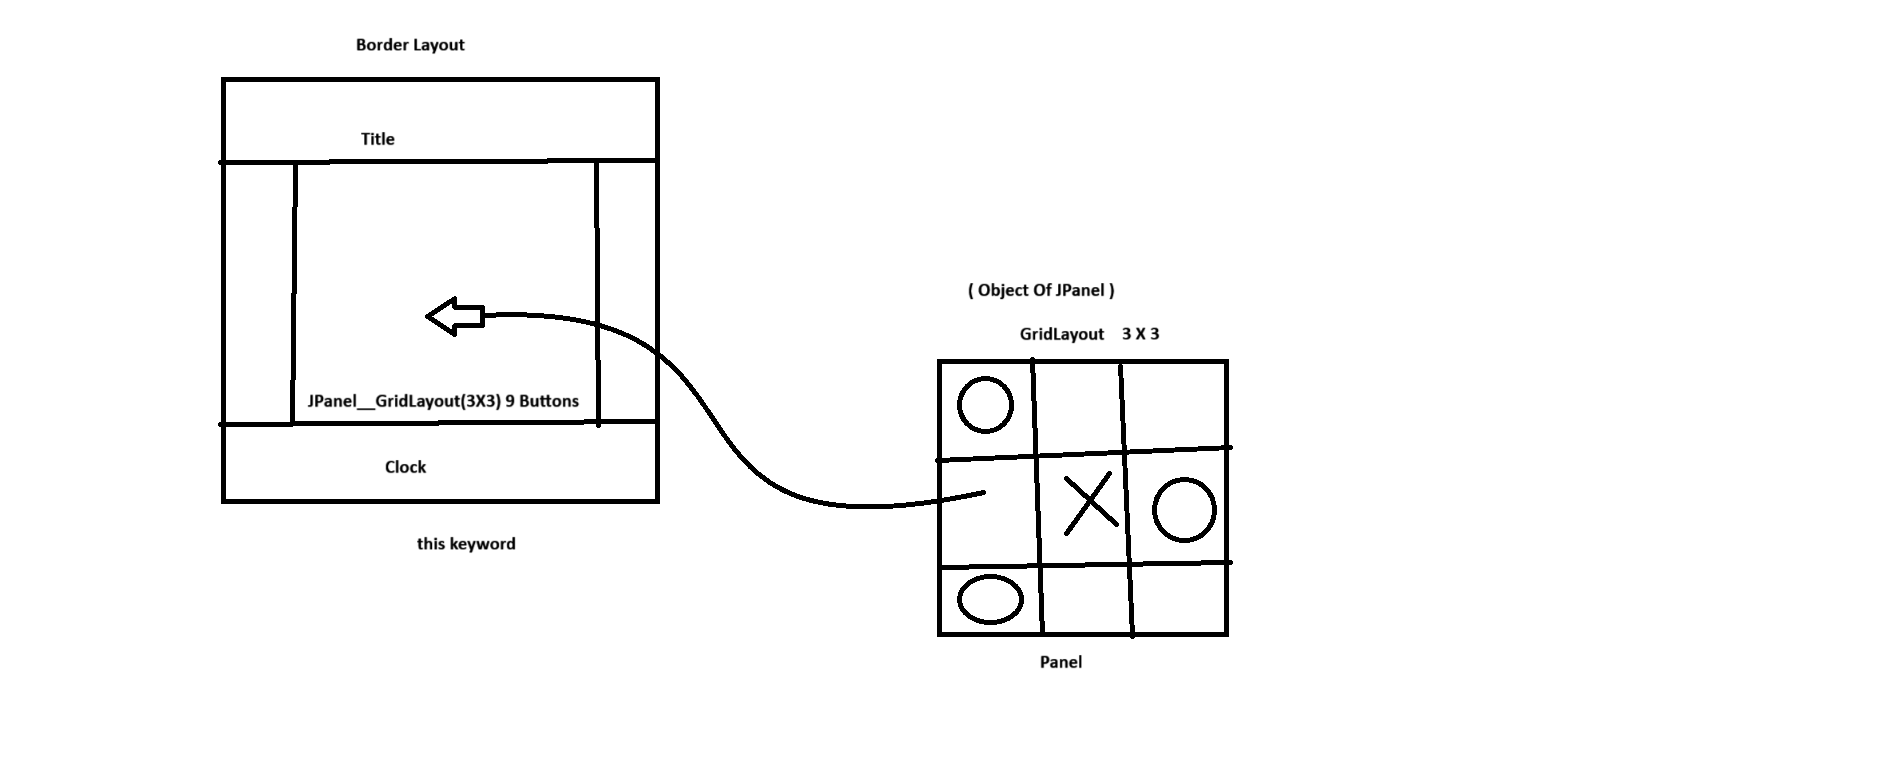 Border Layout
Title
JPanel__GridLayout(3X3) 9 Buttons
Clock
this keyword
( Object Of JPanel )
GridLayout 3 X 3
Panel